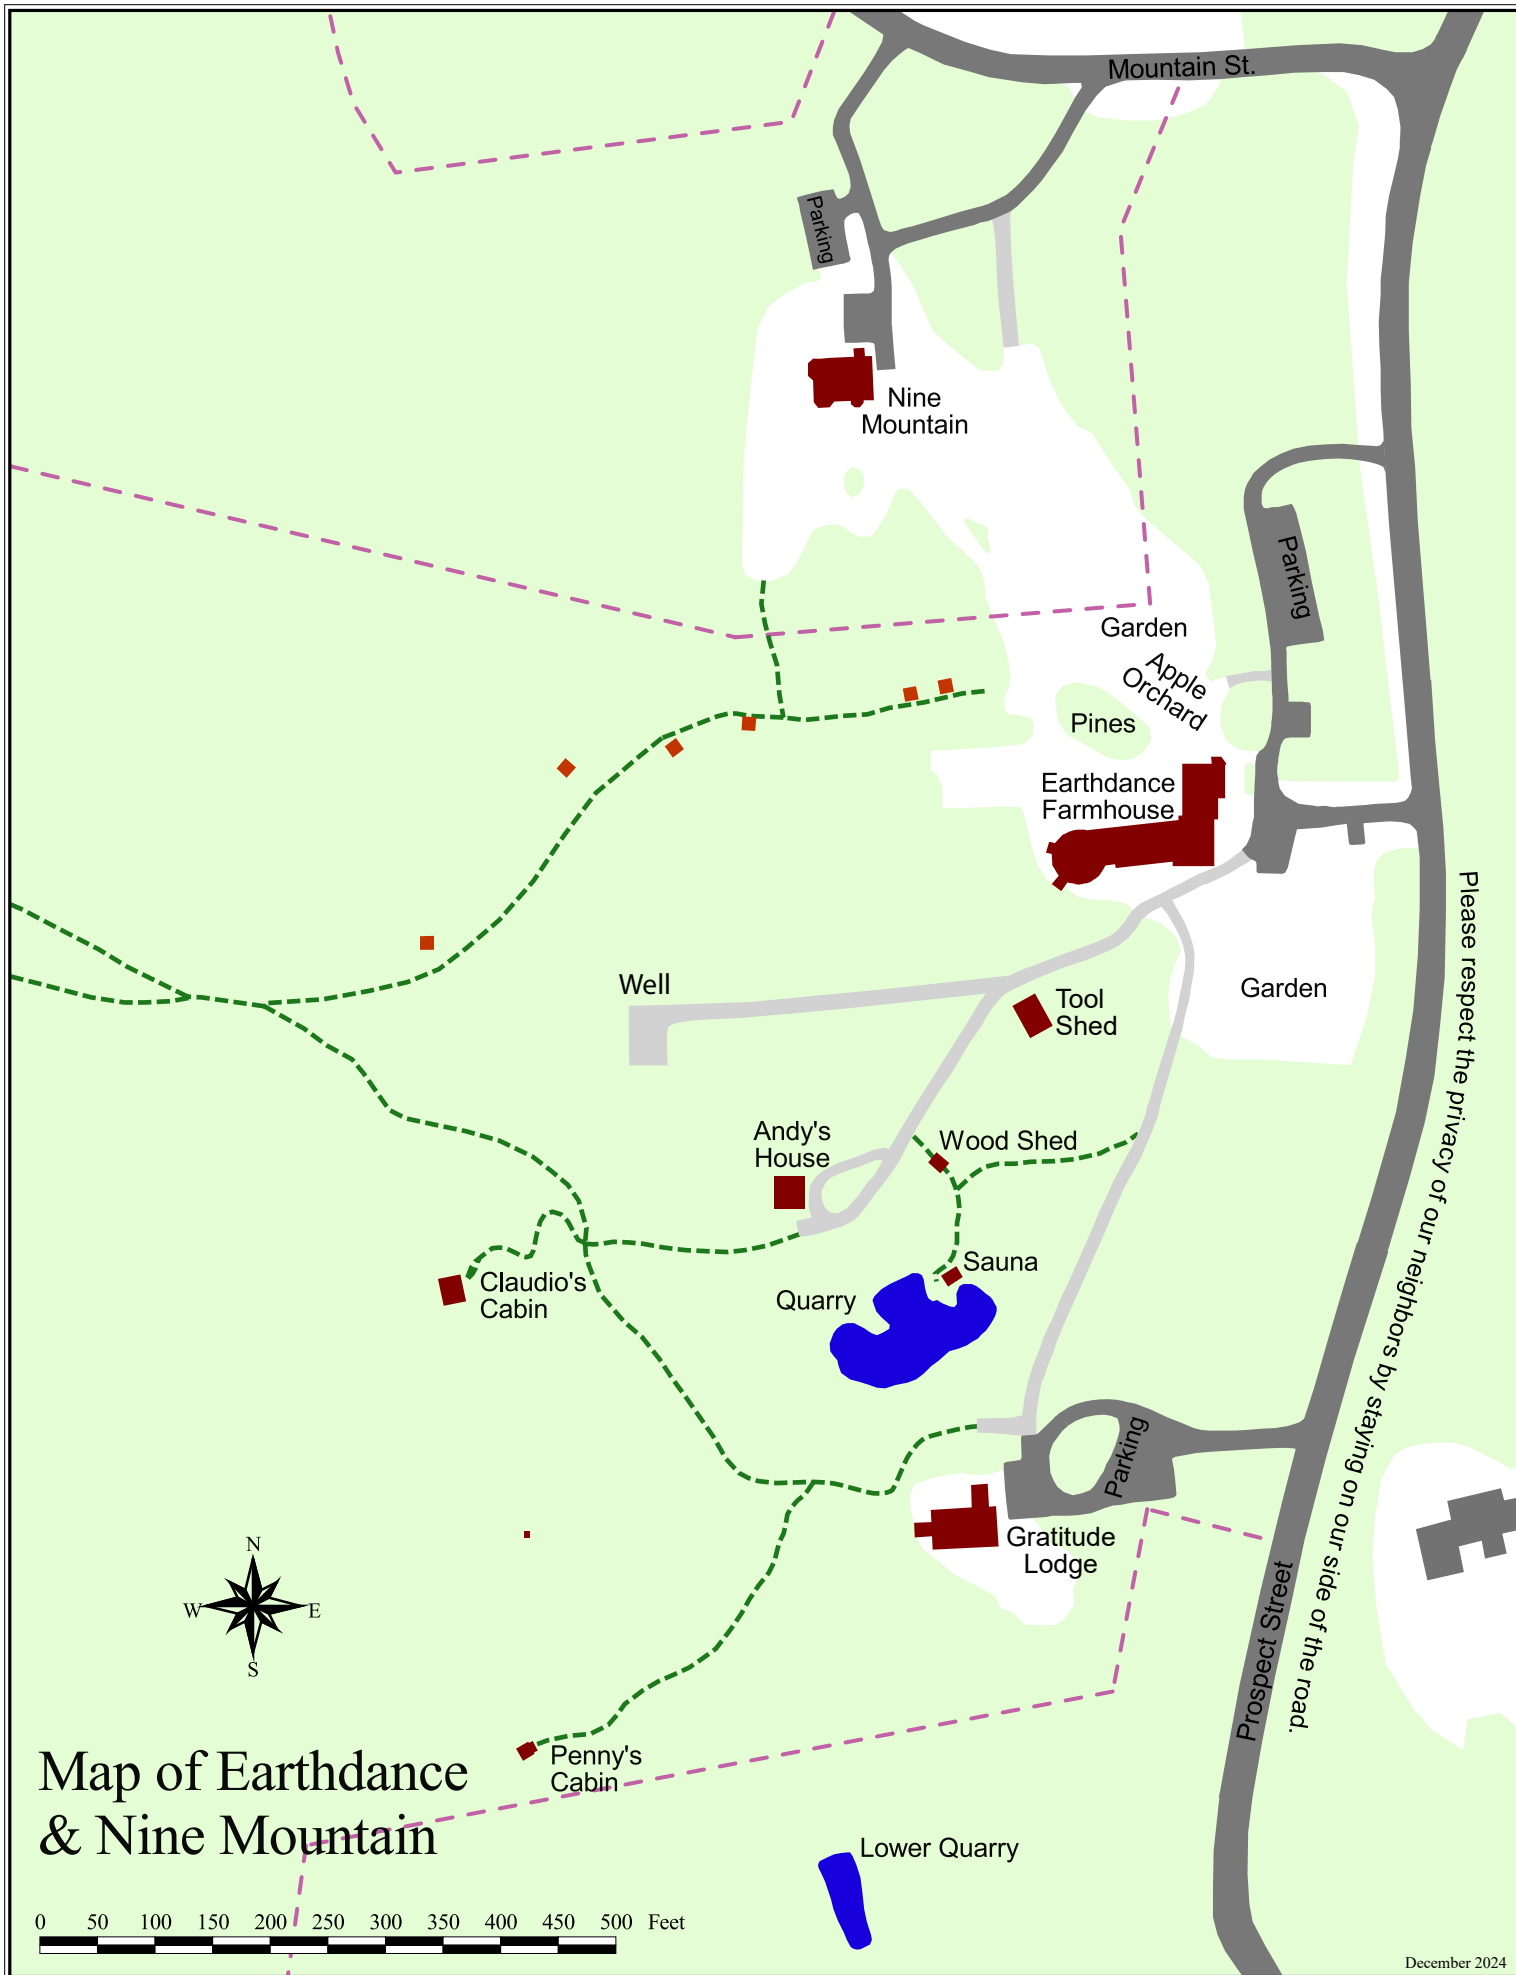 Mountain St.
Parking
Nine
Mountain
Parking
Garden
Apple
Orchard
Pines
Earthdance
Farmhouse
Please respect the privacy of our neighbors by staying on our side of the road.
Well
Garden
Tool
Shed
Andy's
House
Wood Shed
Sauna
Claudio's
Cabin
Quarry
Parking
Gratitude
Lodge
N
W
E
S
Prospect Street
Penny's
Cabin
Map of Earthdance
& Nine Mountain
Lower Quarry
0 50 100 150 200 250 300 350 400 450 500 Feet
December 2024